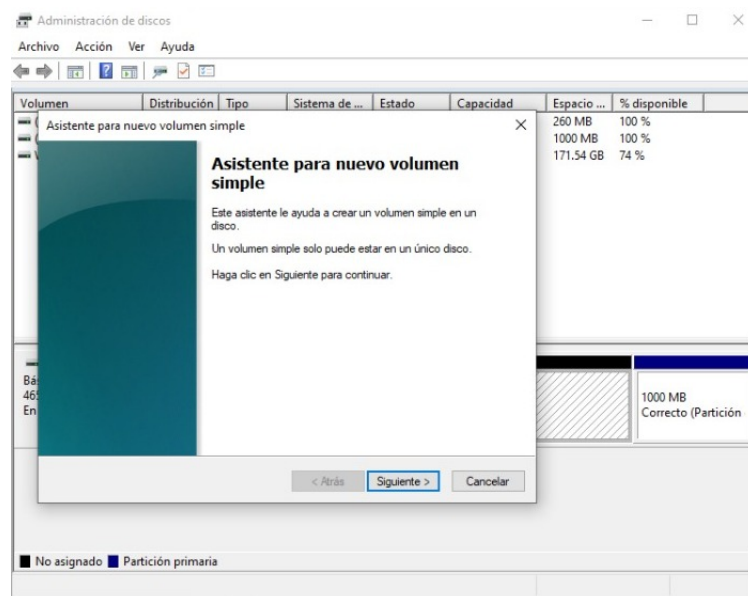 Administración de discos
Archivo Acción Ver Ayuda
Volumen Distribución Tipo Sistema de ... Estado Capacidad Espacio ... % disponible
260 MB 100 %
1000 MB 100 %
171.54 GB 74 %
Asistente para nuevo volumen simple
Asistente para nuevo volumen
simple
Este asistente le ayuda a crear un volumen simple en un
disco.
Un volumen simple solo puede estar en un único disco.
Haga clic en Siguiente para continuar.
Bá
465
En
1000 MB
Correcto (Partición
< Atrás Siguiente > Cancelar
No asignado Partición primaria